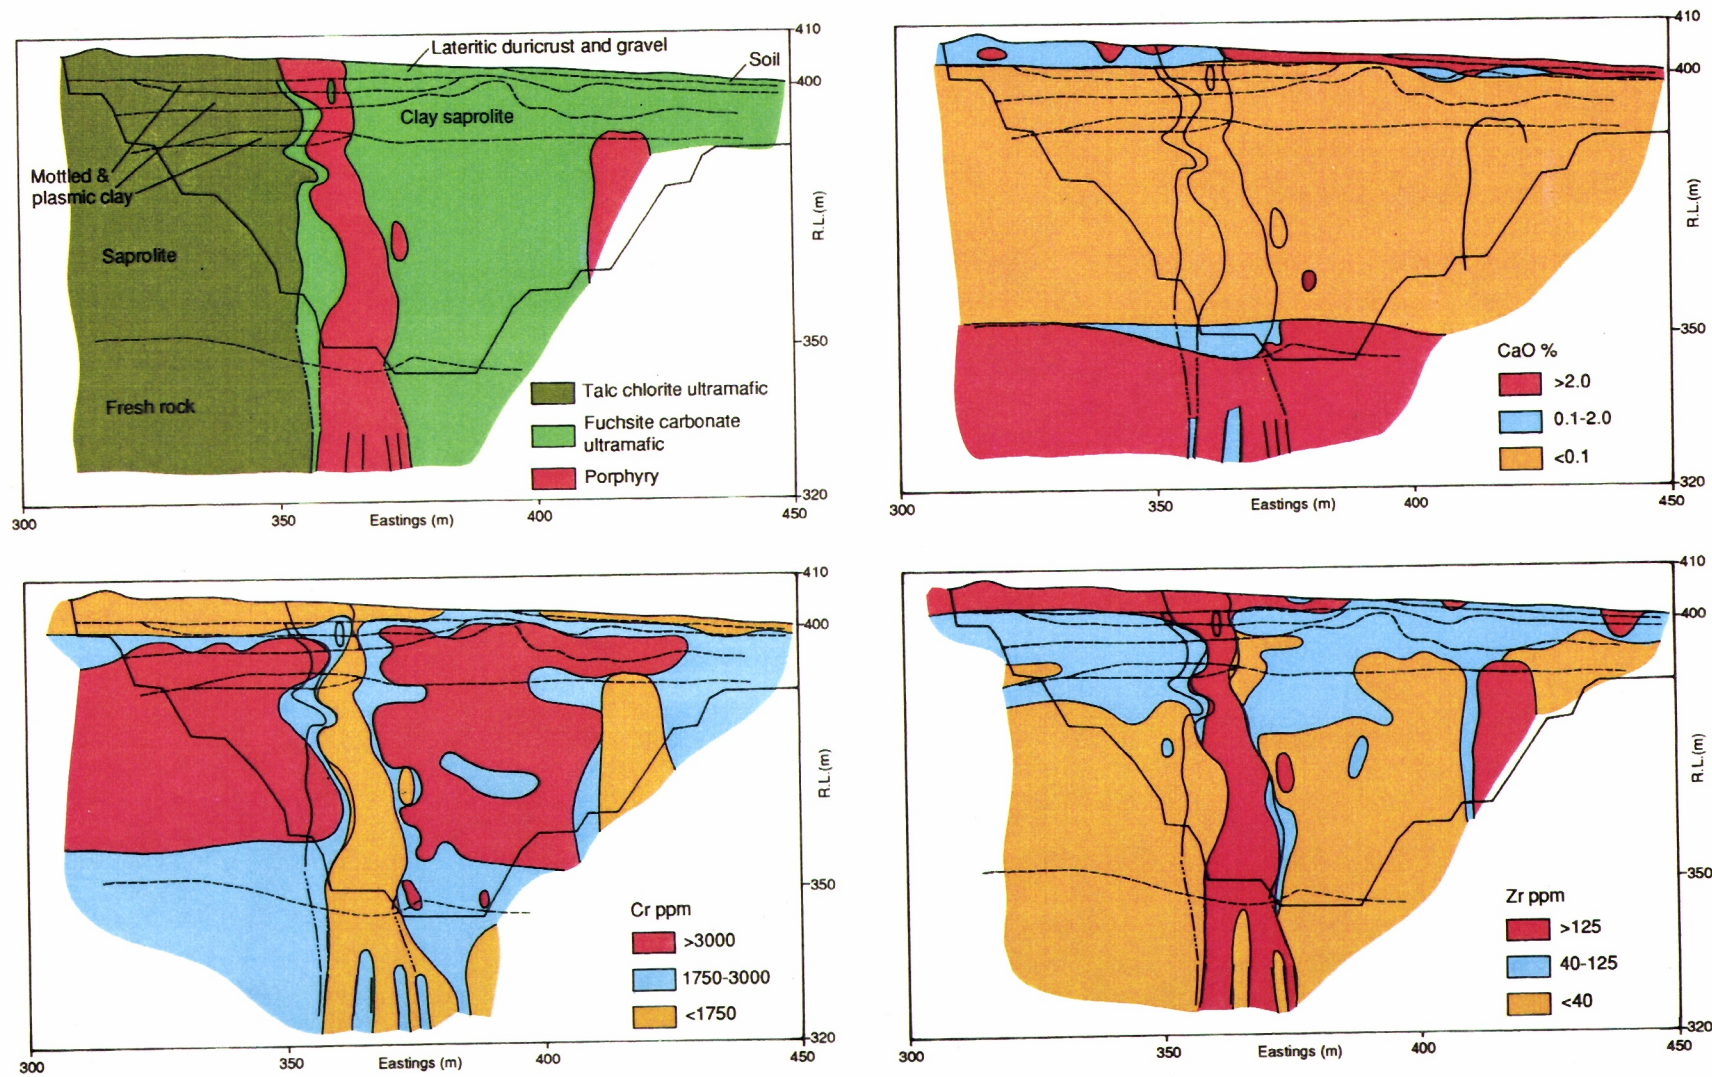 410
Lateritic duricrust and gravel
Soil
400
Clay saprolite
Mottled &
plasmic clay
R.L.(m)
Saprolite
350
Talc chlorite ultramafic
Fresh rock
Fuchsite carbonate
ultramafic
Porphyry
320
300
350
Eastings (m)
400
450
410
400
R.L.(m)
350
CaO %
>2.0
0.1-2.0
<0.1
320
300
350
Eastings (m)
400
450
410
400
R.L.(m)
350
Cr ppm
>3000
1750-3000
<1750
320
300
350
Eastings (m)
400
450
410
400
R.L.(m)
350
Zr ppm
>125
40-125
<40
320
300
350
Eastings (m)
400
450